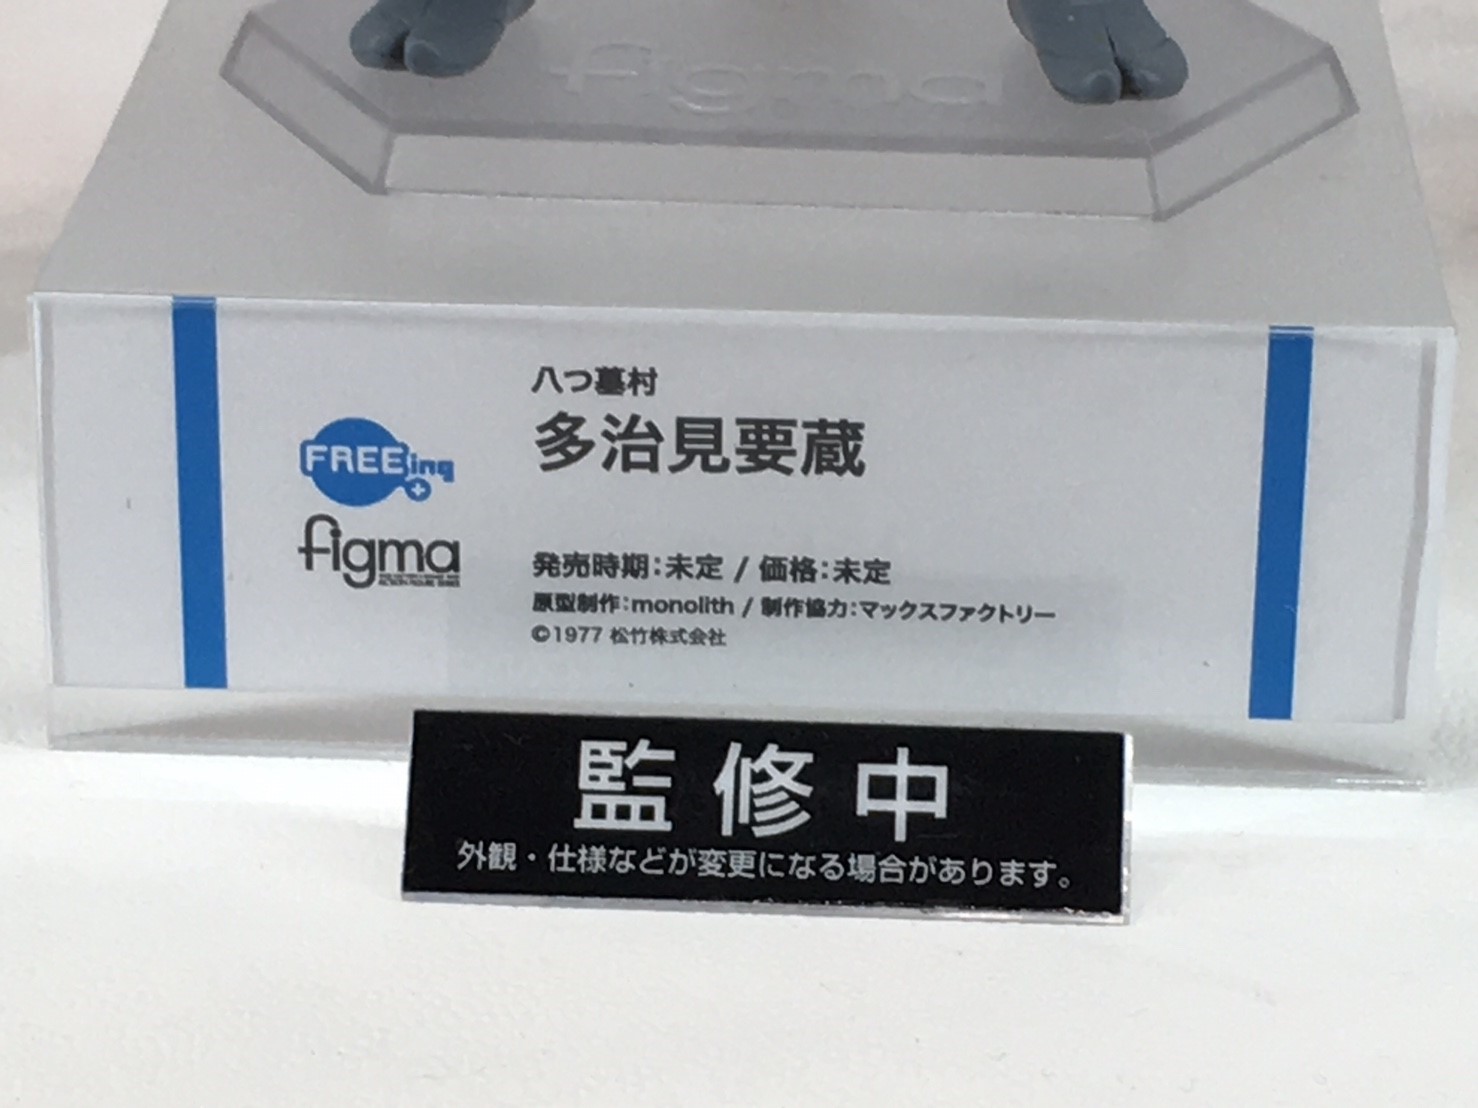 figma
八つ墓村
多治見要蔵
FREEing
figma
発売時期:未定 / 価格:未定
原型制作:monolith / 制作協力:マックスファクトリー
©1977 松竹株式会社
監修中
外観・仕様などが変更になる場合があります。